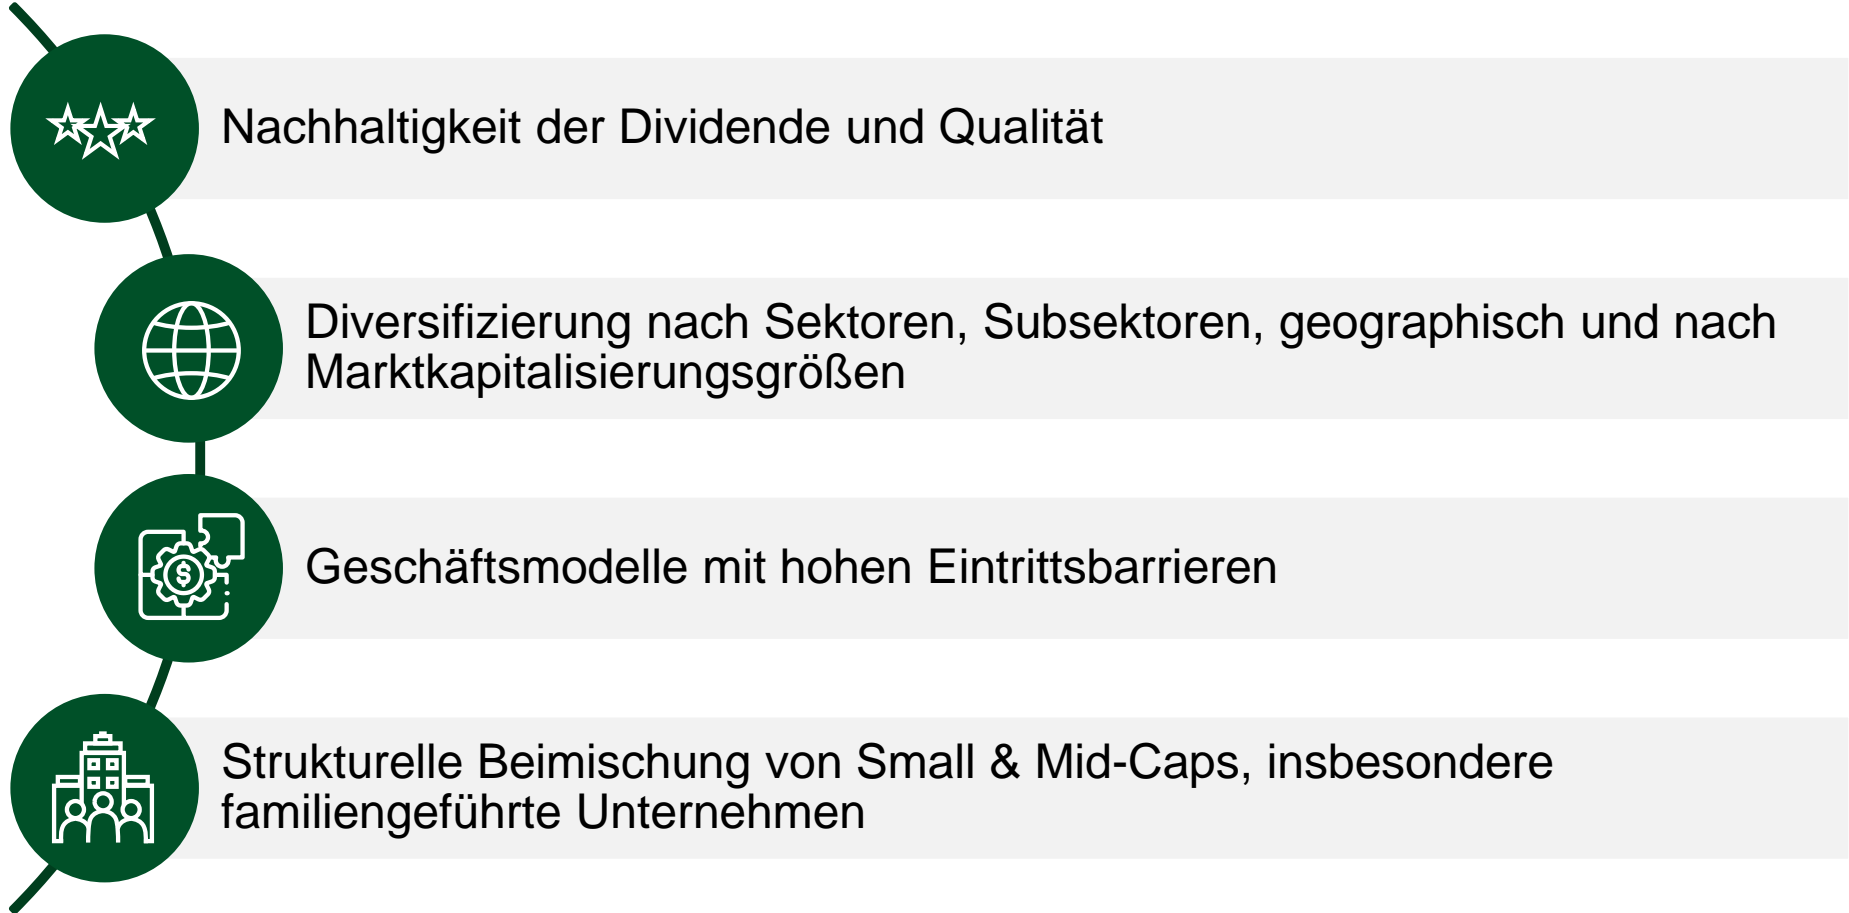 Nachhaltigkeit der Dividende und Qualität
Diversifizierung nach Sektoren, Subsektoren, geographisch und nach
Marktkapitalisierungsgrößen
$
Geschäftsmodelle mit hohen Eintrittsbarrieren
Strukturelle Beimischung von Small & Mid-Caps, insbesondere
familiengeführte Unternehmen